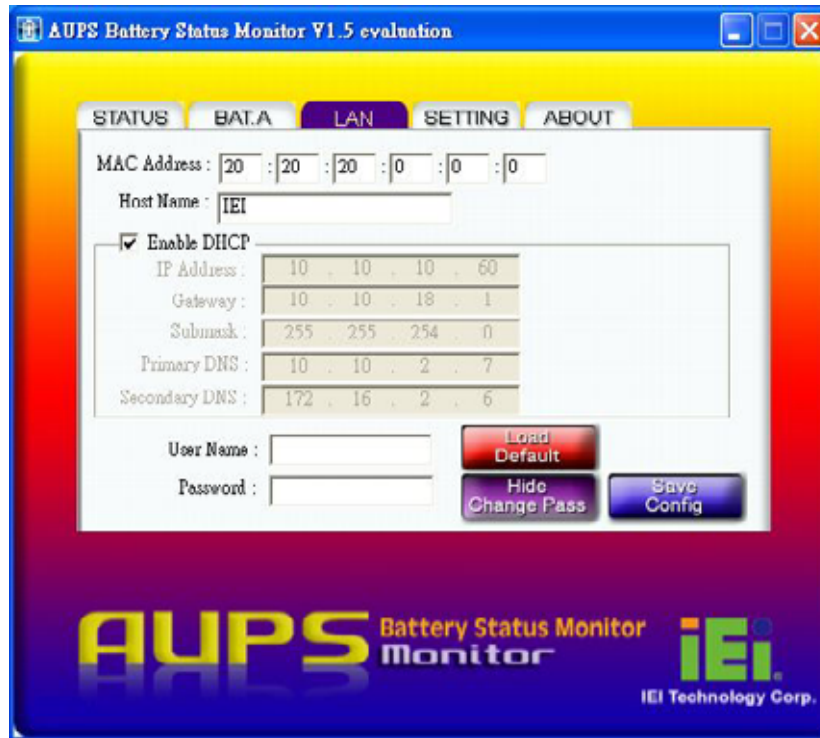 AUPS Battery Status Monitor V1.5 evaluation
STATUS BAT.A LAN SETTING ABOUT
MAC Address : 20 : 20 : 20 : 0 : 0 : 0
Host Name : IEI
Enable DHCP
IP Address : 10 . 10 . 10 . 60
Gateway : 10 . 10 . 18 . 1
Submask : 255 . 255 . 254 . 0
Primary DNS : 10 . 10 . 2 . 7
Secondary DNS : 172 . 16 . 2 . 6
User Name :
Load Default
Password :
Hide Change Pass
Save Config
AUPS Battery Status Monitor
Monitor
iEi
IEI Technology Corp.